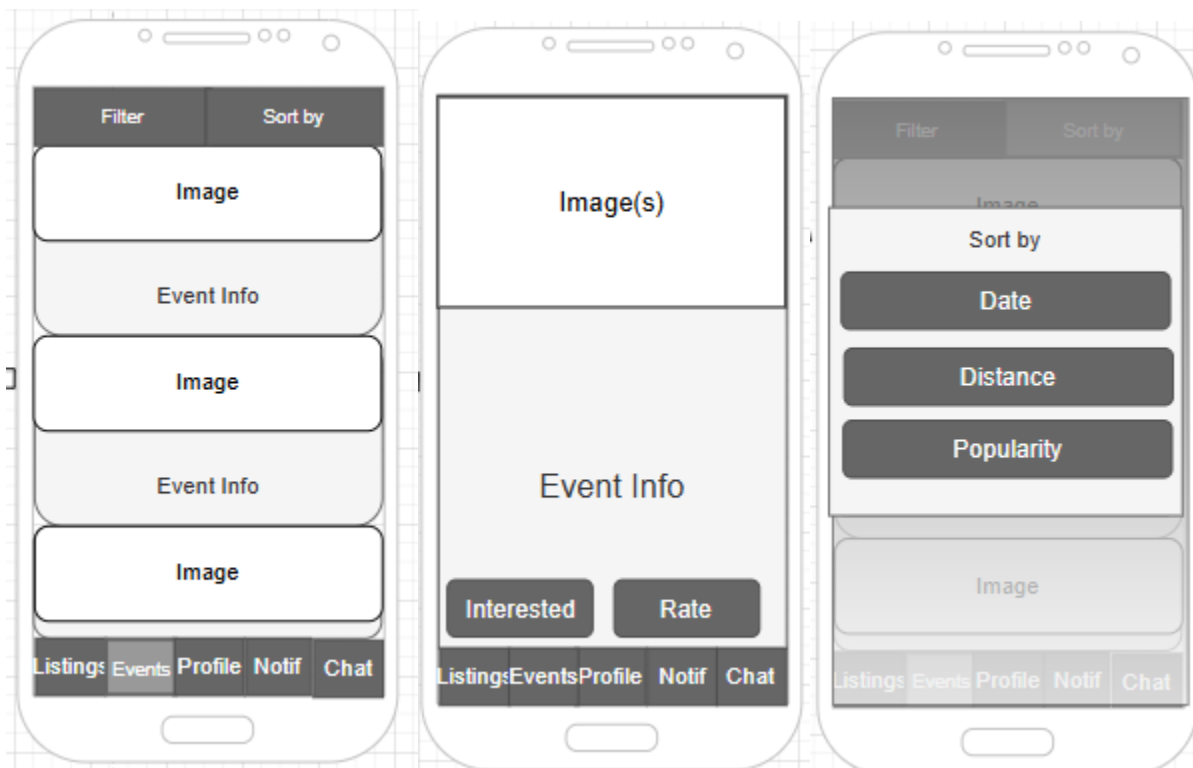 Filter Sort by
Image
Event Info
Image
Event Info
Image
Listings Events Profile Notif Chat
Image(s)
Event Info
Interested Rate
Listings Events Profile Notif Chat
Filter Sort by
Image
Sort by
Date
Distance
Popularity
Image
Listings Events Profile Notif Chat